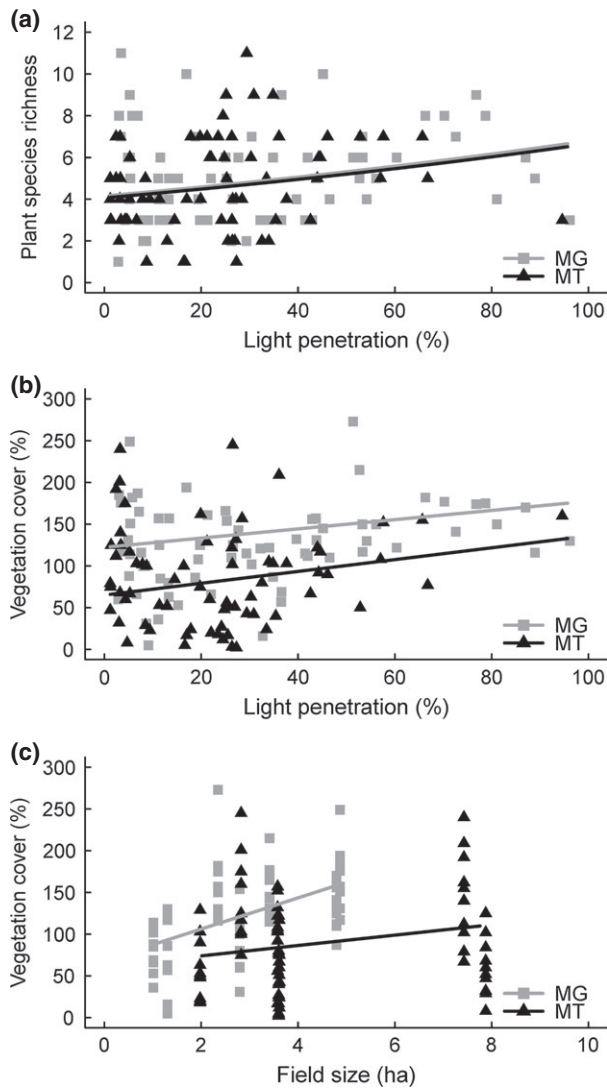 (a)
Plant species richness
12
10
8
6
4
2
0
MG
MT
0 20 40 60 80 100
Light penetration (%)
(b)
Vegetation cover (%)
300
250
200
150
100
50
0
MG
MT
0 20 40 60 80 100
Light penetration (%)
(c)
Vegetation cover (%)
300
250
200
150
100
50
0
MG
MT
0 2 4 6 8 10
Field size (ha)